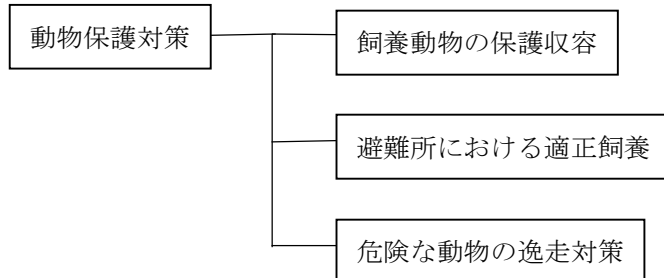 動物保護対策
飼養動物の保護収容
避難所における適正飼養
危険な動物の逸走対策